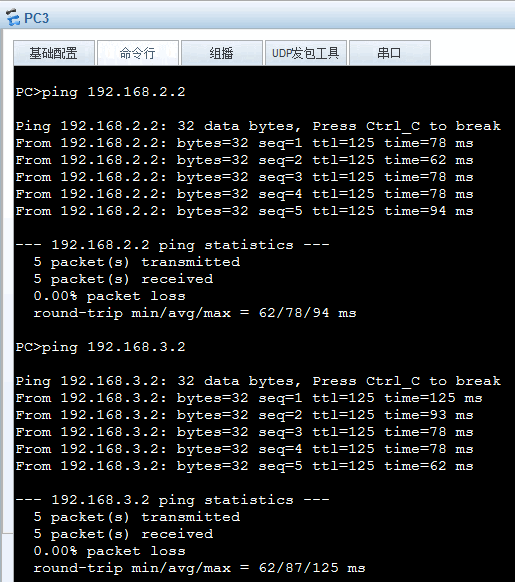 PC3
基础配置 命令行 组播 UDP发包工具 串口
PC>ping 192.168.2.2
Ping 192.168.2.2: 32 data bytes, Press Ctrl_C to break
From 192.168.2.2: bytes=32 seq=1 ttl=125 time=78 ms
From 192.168.2.2: bytes=32 seq=2 ttl=125 time=62 ms
From 192.168.2.2: bytes=32 seq=3 ttl=125 time=78 ms
From 192.168.2.2: bytes=32 seq=4 ttl=125 time=78 ms
From 192.168.2.2: bytes=32 seq=5 ttl=125 time=94 ms
--- 192.168.2.2 ping statistics ---
5 packet(s) transmitted
5 packet(s) received
0.00% packet loss
round-trip min/avg/max = 62/78/94 ms
PC>ping 192.168.3.2
Ping 192.168.3.2: 32 data bytes, Press Ctrl_C to break
From 192.168.3.2: bytes=32 seq=1 ttl=125 time=125 ms
From 192.168.3.2: bytes=32 seq=2 ttl=125 time=93 ms
From 192.168.3.2: bytes=32 seq=3 ttl=125 time=78 ms
From 192.168.3.2: bytes=32 seq=4 ttl=125 time=78 ms
From 192.168.3.2: bytes=32 seq=5 ttl=125 time=62 ms
--- 192.168.3.2 ping statistics ---
5 packet(s) transmitted
5 packet(s) received
0.00% packet loss
round-trip min/avg/max = 62/87/125 ms